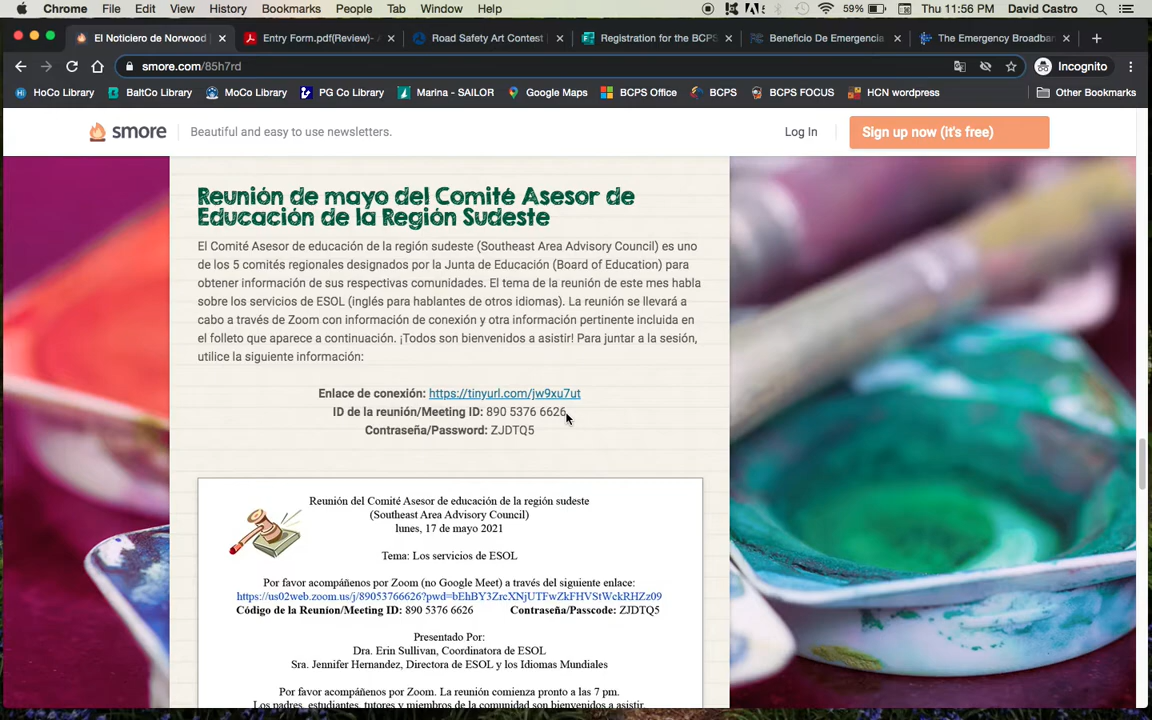 Chrome File Edit View History Bookmarks People Tab Window Help 59% Thu 11:56 PM David Castro
El Noticiero de Norwood Entry Form.pdf(Review)- A Road Safety Art Contest Registration for the BCPS Beneficio De Emergencia The Emergency Broadban
smore.com/85h7rd Incognito
HoCo Library BaltCo Library MoCo Library PG Co Library Marina - SAILOR Google Maps BCPS Office BCPS BCPS FOCUS HCN wordpress Other Bookmarks
smore Beautiful and easy to use newsletters. Log In Sign up now (it's free)
Reunión de mayo del Comité Asesor de
Educación de la Región Sudeste
El Comité Asesor de educación de la región sudeste (Southeast Area Advisory Council) es uno
de los 5 comités regionales designados por la Junta de Educación (Board of Education) para
obtener información de sus respectivas comunidades. El tema de la reunión de este mes habla
sobre los servicios de ESOL (inglés para hablantes de otros idiomas). La reunión se llevará a
cabo a través de Zoom con información de conexión y otra información pertinente incluida en
el folleto que aparece a continuación. ¡Todos son bienvenidos a asistir! Para juntar a la sesión,
utilice la siguiente información:
Enlace de conexión: https://tinyurl.com/jw9xu7ut
ID de la reunión/Meeting ID: 890 5376 6626
Contraseña/Password: ZJDTQ5
Reunión del Comité Asesor de educación de la región sudeste
(Southeast Area Advisory Council)
lunes, 17 de mayo 2021
Tema: Los servicios de ESOL
Por favor acompáñenos por Zoom (no Google Meet) a través del siguiente enlace:
https://us02web.zoom.us/j/89053766626?pwd=bEhBY3ZrcXNjUTFwZkFHVStWckRHZz09
Código de la Reunión/Meeting ID: 890 5376 6626 Contraseña/Passcode: ZJDTQ5
Presentado Por:
Dra. Erin Sullivan, Coordinatora de ESOL
Sra. Jennifer Hernandez, Directora de ESOL y los Idiomas Mundiales
Por favor acompáñenos por Zoom. La reunión comienza pronto a las 7 pm.
Los padres, estudiantes, tutores y miembros de la comunidad son bienvenidos a asistir.